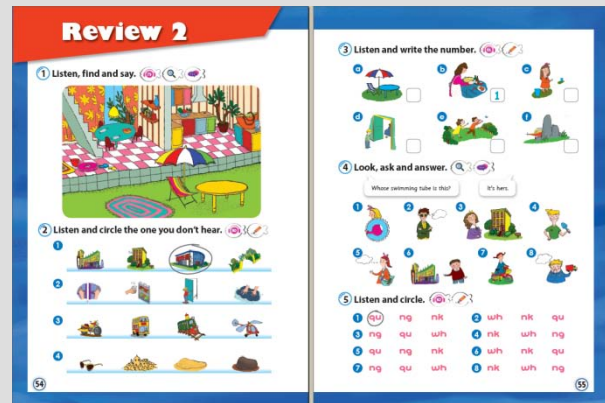 Review 2
1 Listen, find and say.
2 Listen and circle the one you don't hear.
1
2
3
4
54
3 Listen and write the number.
a
b
c
1
d
e
f
4 Look, ask and answer.
Whose swimming tube is this?
It's hers.
1
2
3
4
5
6
7
8
5 Listen and circle.
1 qu ng nk 2 wh nk qu
3 ng qu wh 4 nk wh ng
5 qu ng nk 6 wh nk qu
7 ng qu wh 8 nk wh ng
55